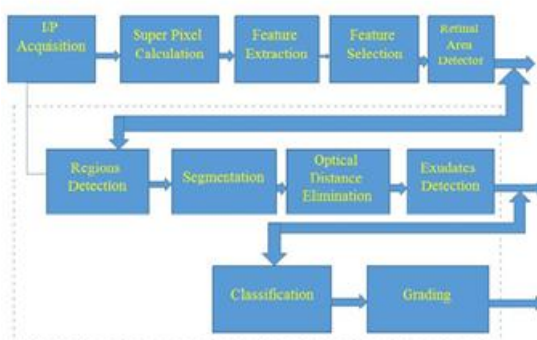 I/P
Acquisition
Super Pixel
Calculation
Feature
Extraction
Feature
Selection
Retinal
Area
Detector
Regions
Detection
Segmentation
Optical
Distance
Elimination
Exudates
Detection
Classification
Grading